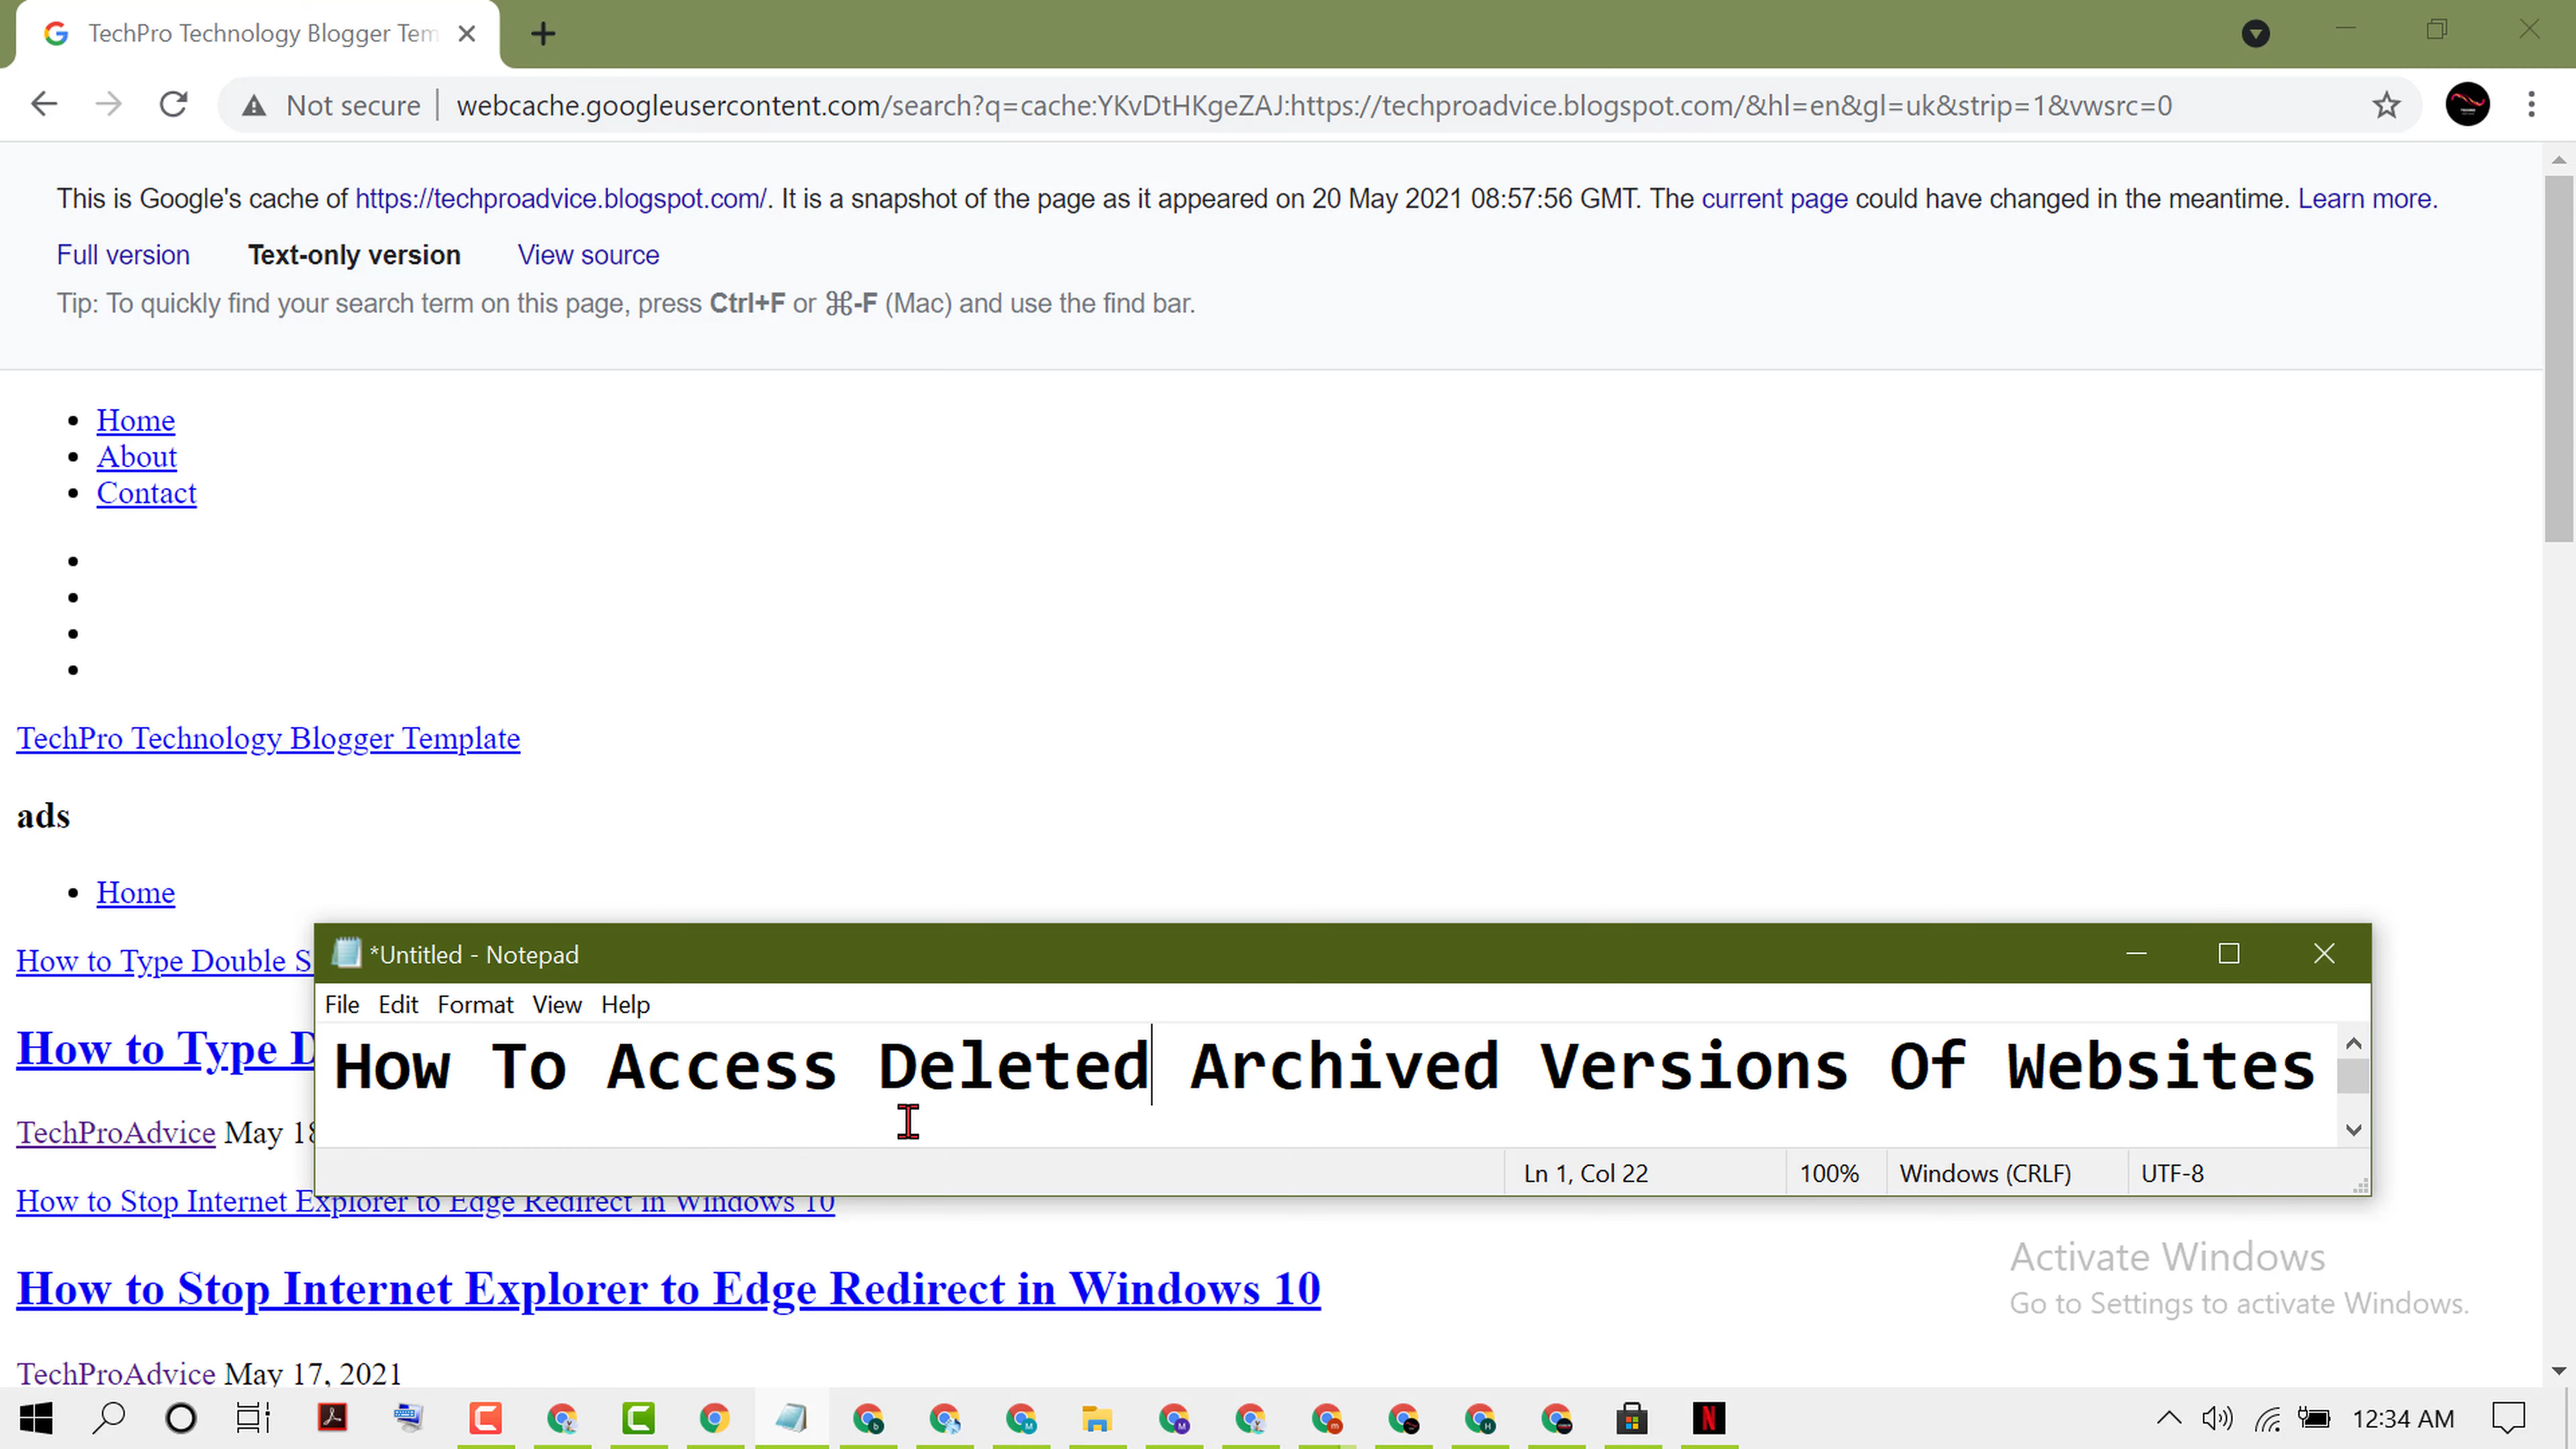 TechPro Technology Blogger Tem
Not secure
webcache.googleusercontent.com/search?q=cache:YKvDtHKgeZAJ:https://techproadvice.blogspot.com/&hl=en&gl=uk&strip=1&vwsrc=0
This is Google's cache of https://techproadvice.blogspot.com/. It is a snapshot of the page as it appeared on 20 May 2021 08:57:56 GMT. The current page could have changed in the meantime. Learn more.
Full version Text-only version View source
Tip: To quickly find your search term on this page, press Ctrl+F or ⌘-F (Mac) and use the find bar.
Home
About
Contact
TechPro Technology Blogger Template
ads
Home
How to Type Double S
How to Type D
TechProAdvice May 18
*Untitled - Notepad
File Edit Format View Help
How To Access Deleted Archived Versions Of Websites
Ln 1, Col 22 100% Windows (CRLF) UTF-8
How to Stop Internet Explorer to Edge Redirect in Windows 10
How to Stop Internet Explorer to Edge Redirect in Windows 10
TechProAdvice May 17, 2021
Activate Windows
Go to Settings to activate Windows.
12:34 AM